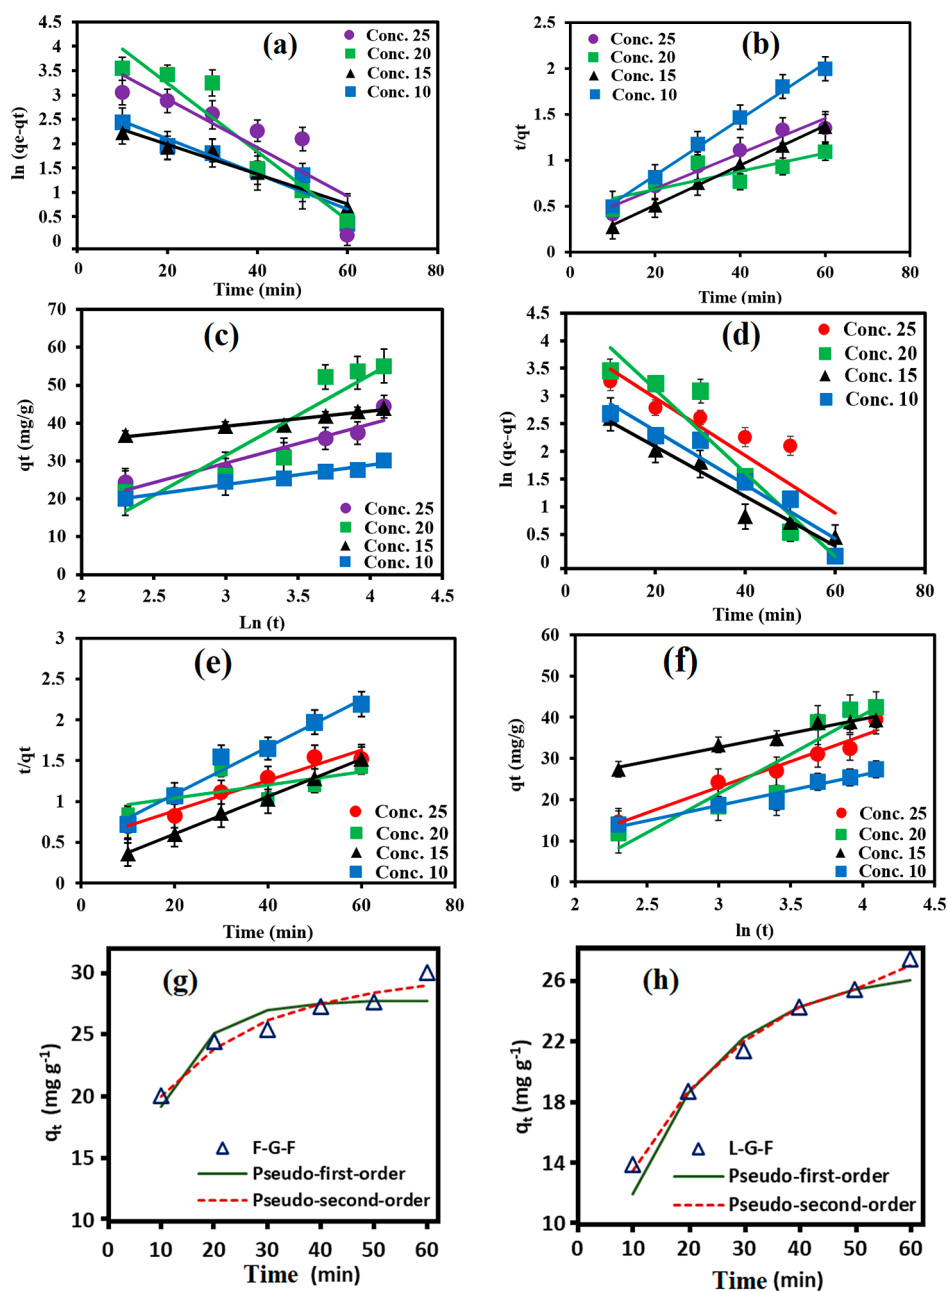 (a)
Conc. 25
Conc. 20
Conc. 15
Conc. 10
ln (qe-qt)
4.5
4
3.5
3
2.5
2
1.5
1
0.5
0
0 20 40 60 80
Time (min)
(b)
Conc. 25
Conc. 20
Conc. 15
Conc. 10
t/qt
2.5
2
1.5
1
0.5
0
0 20 40 60 80
Time (min)
(c)
Conc. 25
Conc. 20
Conc. 15
Conc. 10
qt (mg/g)
70
60
50
40
30
20
10
0
2 2.5 3 3.5 4 4.5
Ln (t)
(d)
Conc. 25
Conc. 20
Conc. 15
Conc. 10
ln (qe-qt)
4.5
4
3.5
3
2.5
2
1.5
1
0.5
0
0 20 40 60 80
Time (min)
(e)
Conc. 25
Conc. 20
Conc. 15
Conc. 10
t/qt
3
2
1.5
1
0.5
0
0 20 40 60 80
Time (min)
(f)
Conc. 25
Conc. 20
Conc. 15
Conc. 10
qt (mg/g)
60
50
40
30
20
10
0
2 2.5 3 3.5 4 4.5
ln (t)
(g)
F-G-F
Pseudo-first-order
Pseudo-second-order
qt (mg g-1)
30
25
20
15
10
10 20 30 40 50 60
Time (min)
(h)
L-G-F
Pseudo-first-order
Pseudo-second-order
qt (mg g-1)
26
22
18
14
10
10 20 30 40 50 60
Time (min)